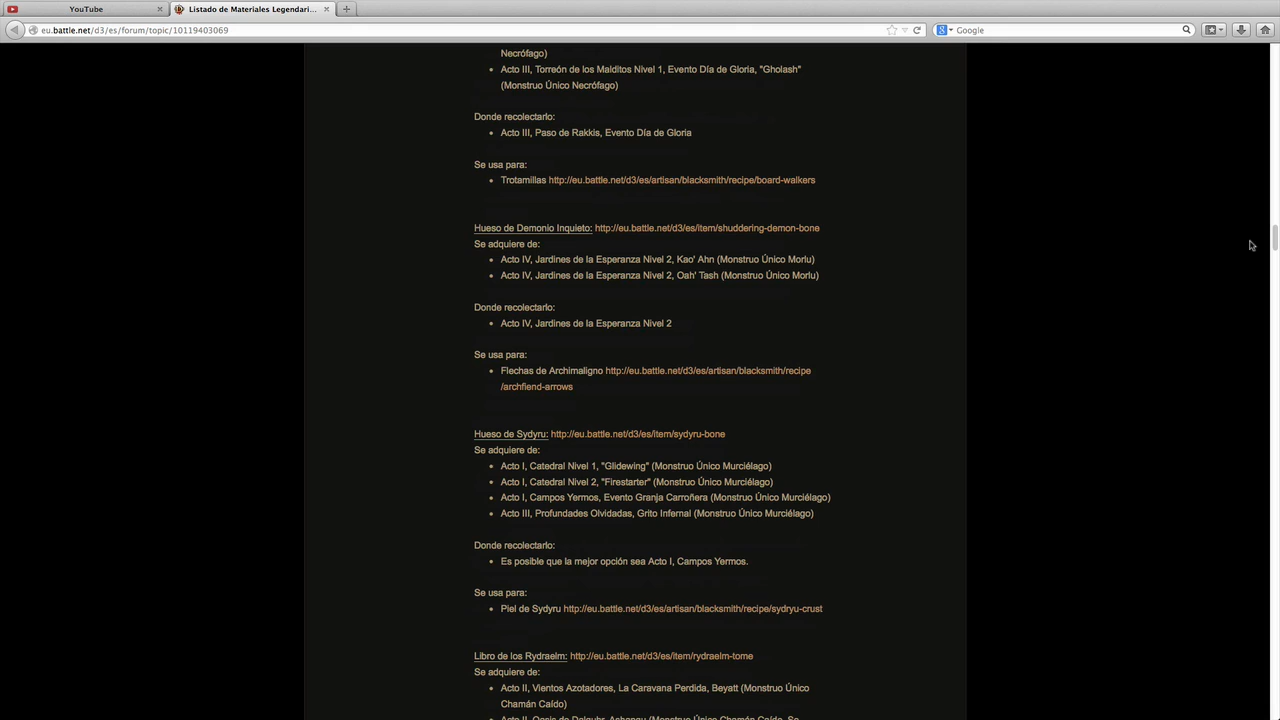 YouTube
Listado de Materiales Legendari...
eu.battle.net/d3/es/forum/topic/10119403069
Google
Necrófago)
Acto III, Torreón de los Malditos Nivel 1, Evento Día de Gloria, "Gholash"
(Monstruo Único Necrófago)
Donde recolectarlo:
Acto III, Paso de Rakkis, Evento Día de Gloria
Se usa para:
Trotamillas http://eu.battle.net/d3/es/artisan/blacksmith/recipe/board-walkers
Hueso de Demonio Inquieto: http://eu.battle.net/d3/es/item/shuddering-demon-bone
Se adquiere de:
Acto IV, Jardines de la Esperanza Nivel 2, Kao' Ahn (Monstruo Único Morlu)
Acto IV, Jardines de la Esperanza Nivel 2, Oah' Tash (Monstruo Único Morlu)
Donde recolectarlo:
Acto IV, Jardines de la Esperanza Nivel 2
Se usa para:
Flechas de Archimaligno http://eu.battle.net/d3/es/artisan/blacksmith/recipe
/archfiend-arrows
Hueso de Sydyru: http://eu.battle.net/d3/es/item/sydyru-bone
Se adquiere de:
Acto I, Catedral Nivel 1, "Glidewing" (Monstruo Único Murciélago)
Acto I, Catedral Nivel 2, "Firestarter" (Monstruo Único Murciélago)
Acto I, Campos Yermos, Evento Granja Carroñera (Monstruo Único Murciélago)
Acto III, Profundades Olvidadas, Grito Infernal (Monstruo Único Murciélago)
Donde recolectarlo:
Es posible que la mejor opción sea Acto I, Campos Yermos.
Se usa para:
Piel de Sydyru http://eu.battle.net/d3/es/artisan/blacksmith/recipe/sydryu-crust
Libro de los Rydraelm: http://eu.battle.net/d3/es/item/rydraelm-tome
Se adquiere de:
Acto II, Vientos Azotadores, La Caravana Perdida, Beyatt (Monstruo Único
Chamán Caído)
Acto II, Oasis de Dalgur, Ashangu (Monstruo Único Chamán Caído. Se